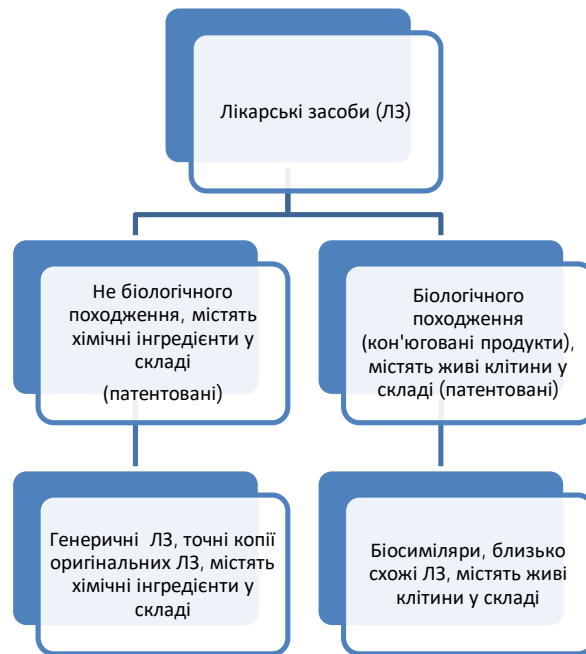 Лікарські засоби (ЛЗ)
Не біологічного
походження, містять
хімічні інгредієнти у
складі
(патентовані)
Біологічного
походження
(кон'юговані продукти),
містять живі клітини у
складі (патентовані)
Генеричні ЛЗ, точні копії
оригінальних ЛЗ, містять
хімічні інгредієнти у
складі
Біосиміляри, близько
схожі ЛЗ, містять живі
клітини у складі